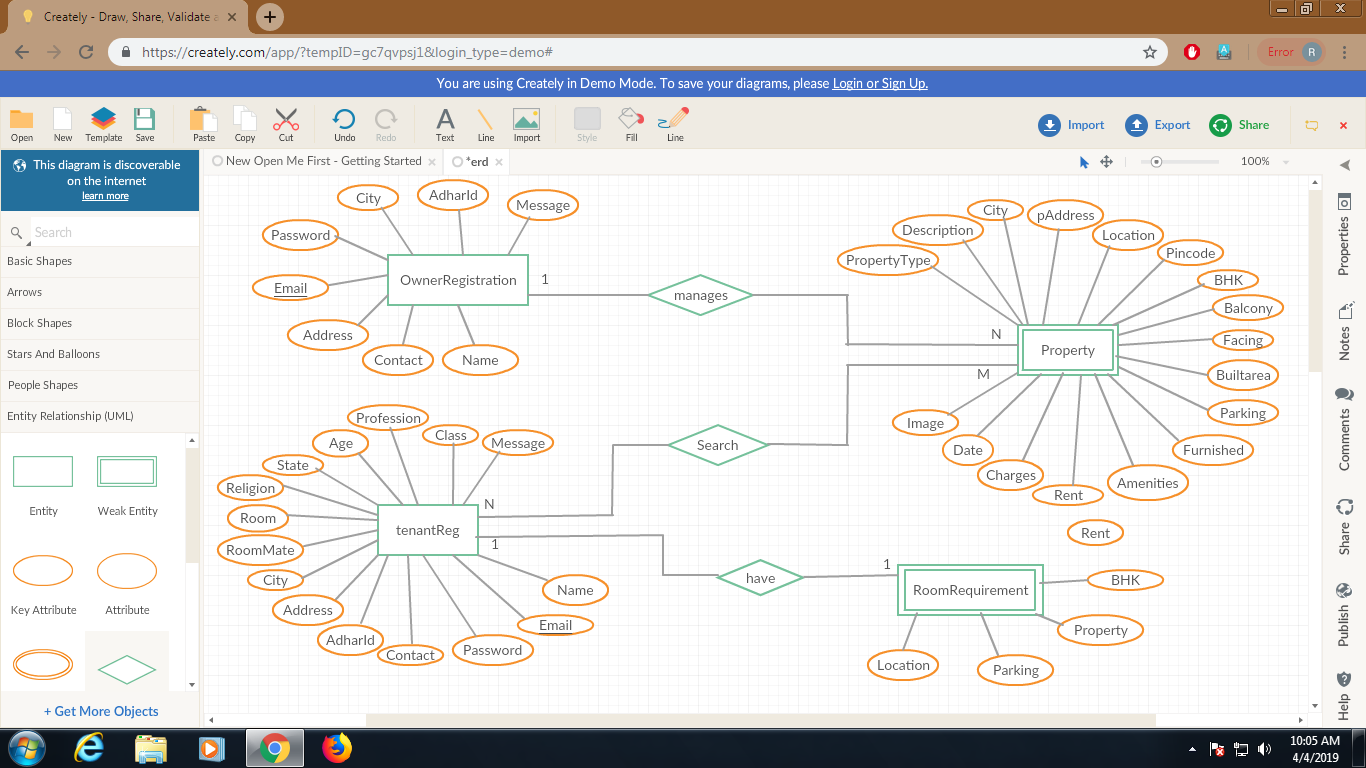 Creately - Draw, Share, Validate a
https://creately.com/app/?tempID=gc7qvpsj1&login_type=demo#
Error R
You are using Creately in Demo Mode. To save your diagrams, please Login or Sign Up.
Open New Template Save Paste Copy Cut Undo Redo Text Line Import Style Fill Line Import Export Share
This diagram is discoverable
on the internet
learn more
New Open Me First - Getting Started
*erd
100%
Search
Basic Shapes
Arrows
Block Shapes
Stars And Balloons
People Shapes
Entity Relationship (UML)
Entity Weak Entity
Key Attribute Attribute
+ Get More Objects
City
AdharId
Message
Password
Email
Address
Contact
Name
OwnerRegistration
1
manages
N
M
PropertyType
Description
City
pAddress
Location
Pincode
BHK
Balcony
Facing
Builtarea
Parking
Furnished
Amenities
Rent
Charges
Date
Image
Property
Rent
Search
Profession
Class
Message
Age
State
Religion
Room
RoomMate
City
Address
AdharId
Contact
Password
Email
Name
tenantReg
N
1
have
1
RoomRequirement
BHK
Property
Parking
Location
Properties
Notes
Comments
Share
Publish
Help
10:05 AM
4/4/2019